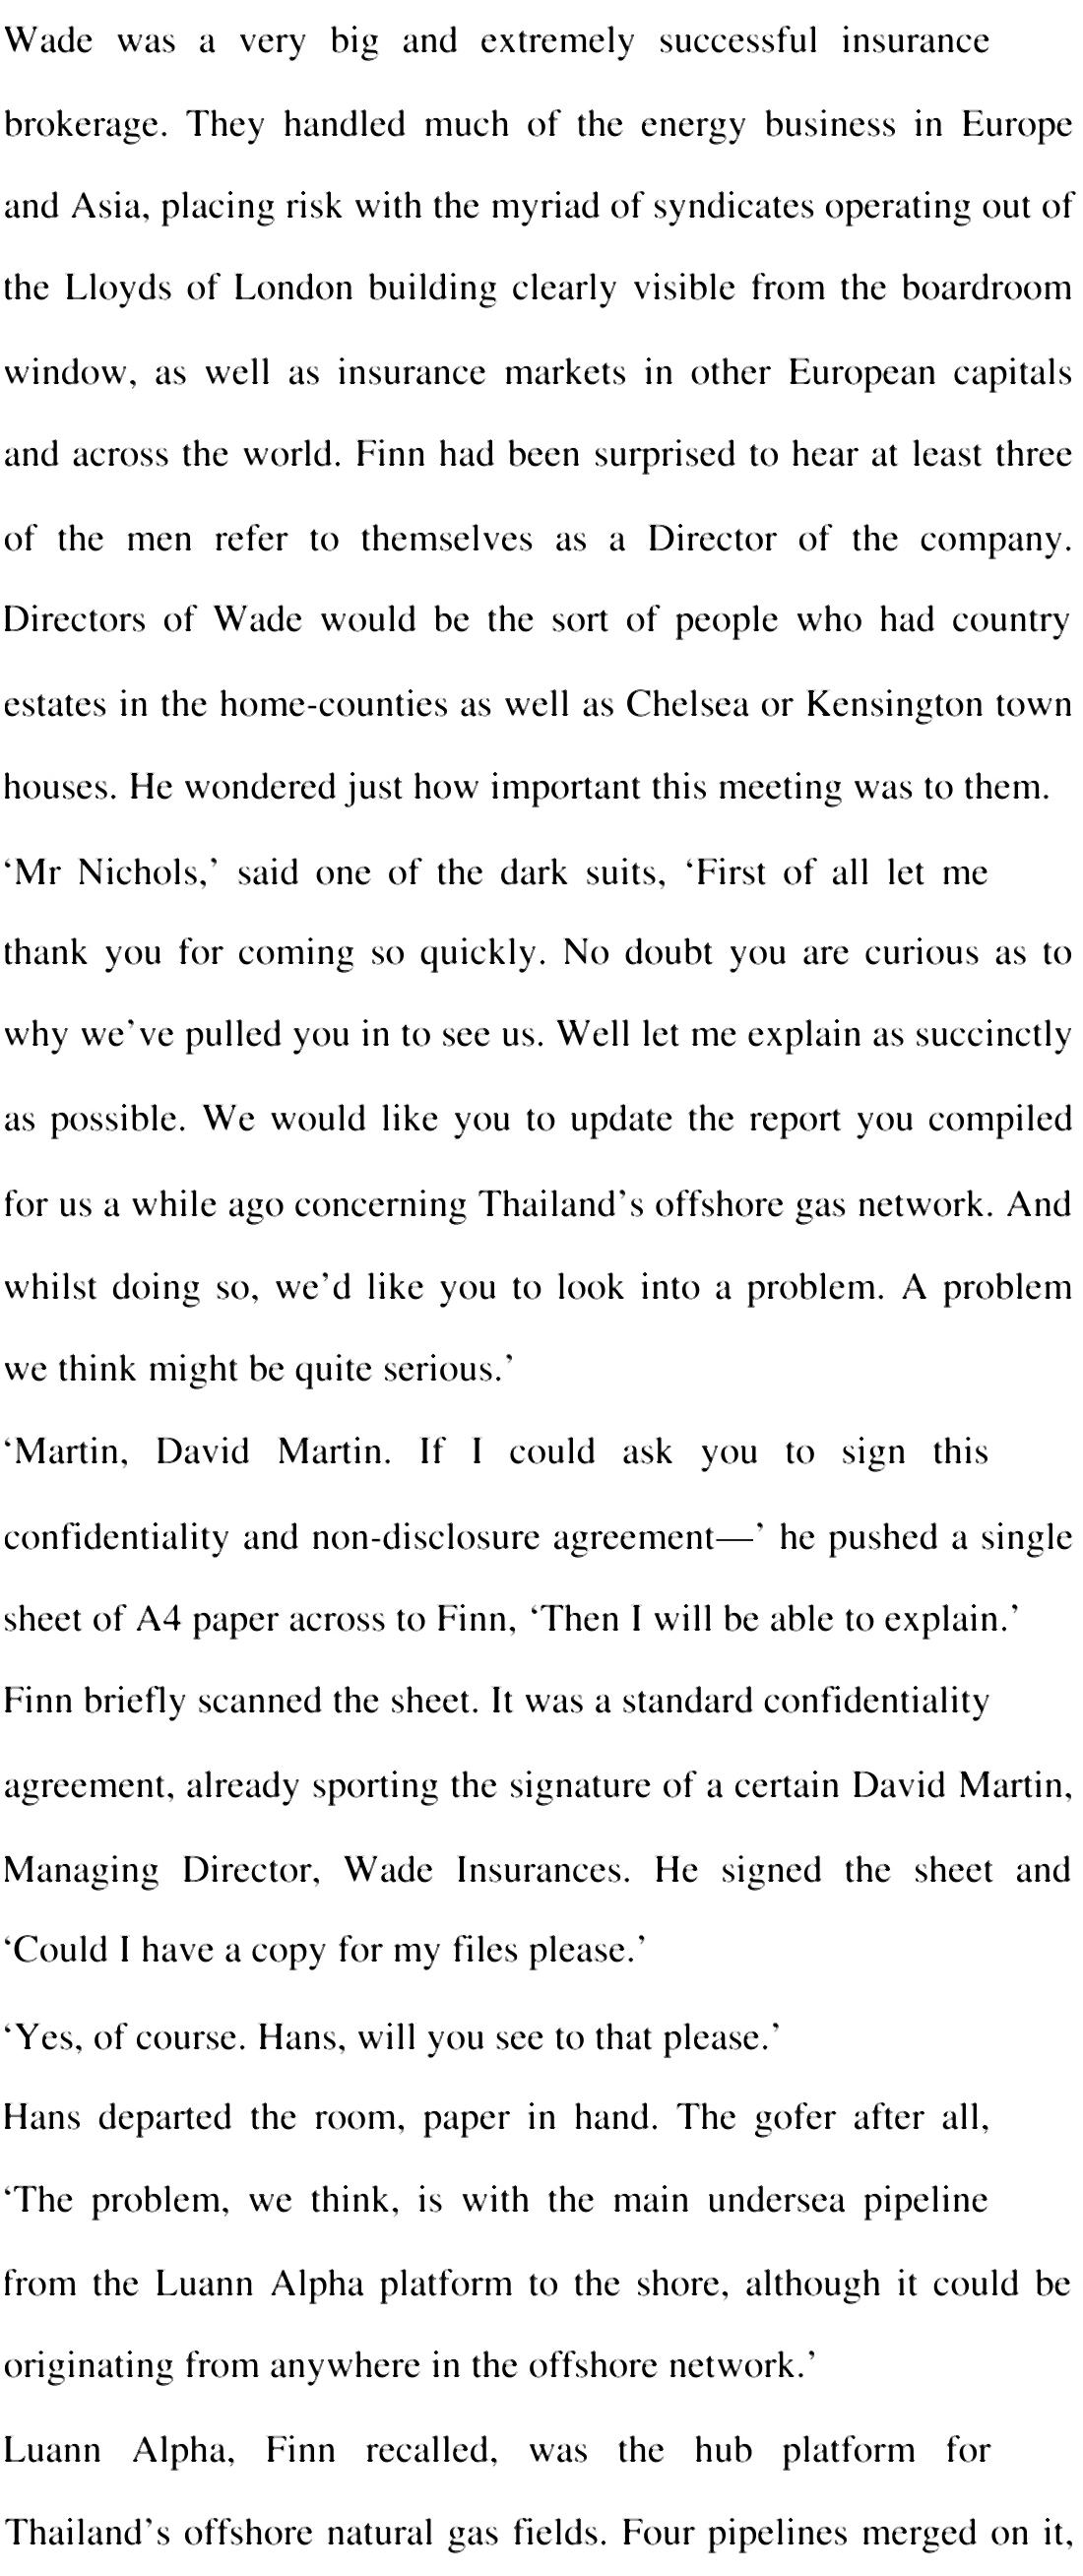 Wade was a very big and extremely successful insurance
brokerage. They handled much of the energy business in Europe
and Asia, placing risk with the myriad of syndicates operating out of
the Lloyds of London building clearly visible from the boardroom
window, as well as insurance markets in other European capitals
and across the world. Finn had been surprised to hear at least three
of the men refer to themselves as a Director of the company.
Directors of Wade would be the sort of people who had country
estates in the home-counties as well as Chelsea or Kensington town
houses. He wondered just how important this meeting was to them.
‘Mr Nichols,’ said one of the dark suits, ‘First of all let me
thank you for coming so quickly. No doubt you are curious as to
why we’ve pulled you in to see us. Well let me explain as succinctly
as possible. We would like you to update the report you compiled
for us a while ago concerning Thailand’s offshore gas network. And
whilst doing so, we’d like you to look into a problem. A problem
we think might be quite serious.’
‘Martin, David Martin. If I could ask you to sign this
confidentiality and non-disclosure agreement—’ he pushed a single
sheet of A4 paper across to Finn, ‘Then I will be able to explain.’
Finn briefly scanned the sheet. It was a standard confidentiality
agreement, already sporting the signature of a certain David Martin,
Managing Director, Wade Insurances. He signed the sheet and
‘Could I have a copy for my files please.’
‘Yes, of course. Hans, will you see to that please.’
Hans departed the room, paper in hand. The gofer after all,
‘The problem, we think, is with the main undersea pipeline
from the Luann Alpha platform to the shore, although it could be
originating from anywhere in the offshore network.’
Luann Alpha, Finn recalled, was the hub platform for
Thailand’s offshore natural gas fields. Four pipelines merged on it,